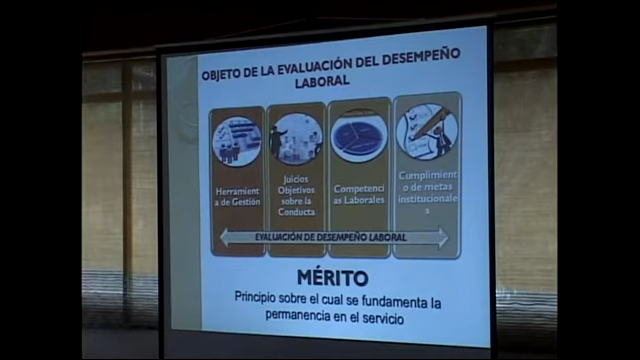 OBJETO DE LA EVALUACIÓN DEL DESEMPEÑO
LABORAL
Herramient
a de Gestión
Juicios
Objetivos
sobre la
Conducta
Competenci
as Laborales
Cumplimient
o de metas
institucionale
s
EVALUACIÓN DE DESEMPEÑO LABORAL
MÉRITO
Principio sobre el cual se fundamenta la
permanencia en el servicio